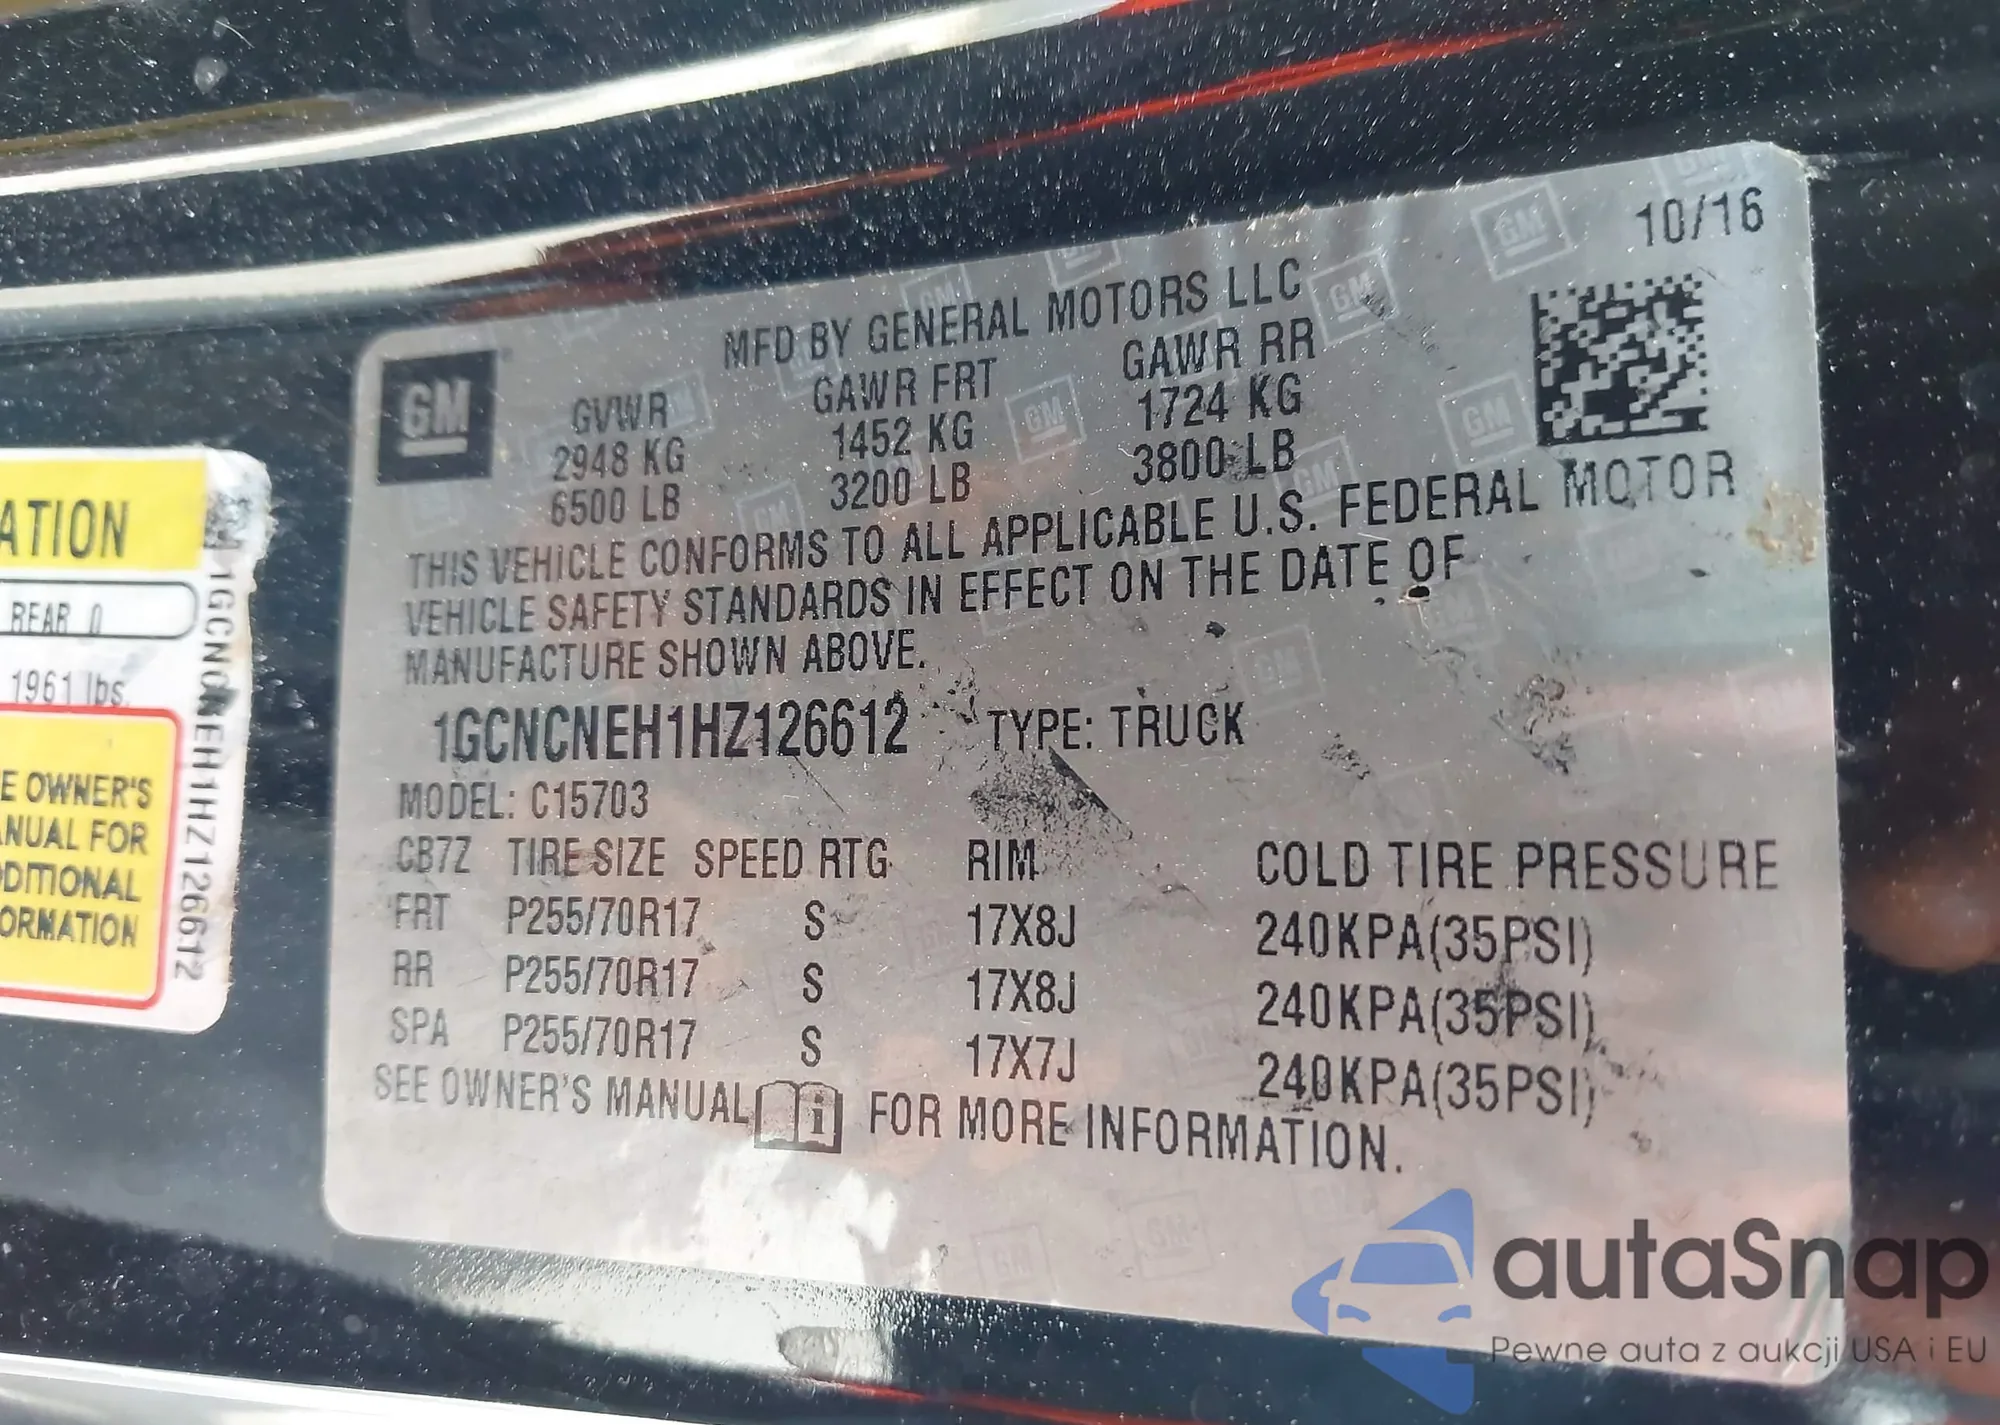 10/16
MFD BY GENERAL MOTORS LLC
GM
GVWR GAWR FRT GAWR RR
2948 KG 1452 KG 1724 KG
6500 LB 3200 LB 3800 LB
THIS VEHICLE CONFORMS TO ALL APPLICABLE U.S. FEDERAL MOTOR
VEHICLE SAFETY STANDARDS IN EFFECT ON THE DATE OF
MANUFACTURE SHOWN ABOVE.
1GCNCNEH1HZ126612 TYPE: TRUCK
MODEL: C15703
CB7Z TIRE SIZE SPEED RTG RIM COLD TIRE PRESSURE
FRT P255/70R17 S 17X8J 240KPA(35PSI)
RR P255/70R17 S 17X8J 240KPA(35PSI)
SPA P255/70R17 S 17X7J 240KPA(35PSI)
SEE OWNER'S MANUAL i FOR MORE INFORMATION.
ATION
REAR 0
1961 lbs.
E OWNER'S
NUAL FOR
DDITIONAL
ORMATION
1GCNCNEH1HZ126612
autaSnap
Pewne auta z aukcji USA i EU